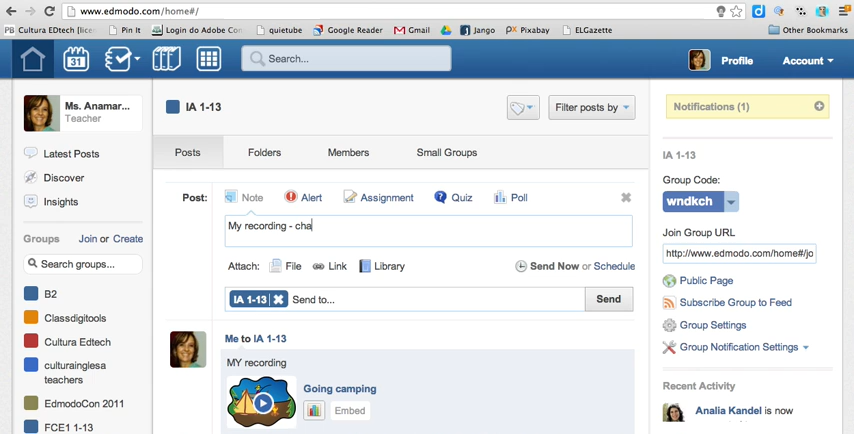 www.edmodo.com/home#/
Cultura EDtech [lice Pin It Login do Adobe Dropbox quietube Google Reader Gmail Jango Pixabay ELGazette Other Bookmarks
31 Search... Profile Account
Ms. Anamar...
Teacher
Latest Posts
Discover
Insights
Groups Join or Create
Search groups...
B2
Classdigitools
Cultura Edtech
culturainglesa
teachers
EdmodoCon 2011
FCE1 1-13
IA 1-13 Filter posts by
Posts Folders Members Small Groups
Post: Note Alert Assignment Quiz Poll
My recording - cha
Attach: File Link Library Send Now or Schedule
IA 1-13 Send to... Send
Me to IA 1-13
MY recording
Going camping
Embed
Notifications (1)
IA 1-13
Group Code:
wndkch
Join Group URL
http://www.edmodo.com/home#/jo
Public Page
Subscribe Group to Feed
Group Settings
Group Notification Settings
Recent Activity
Analia Kandel is now